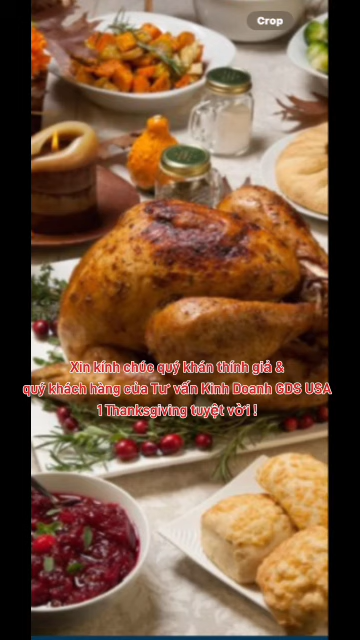 Crop
Xin kính chúc quý khán thính giả &
quý khách hàng của Tư vấn Kinh Doanh GDS USA
1 Thanksgiving tuyệt vời !